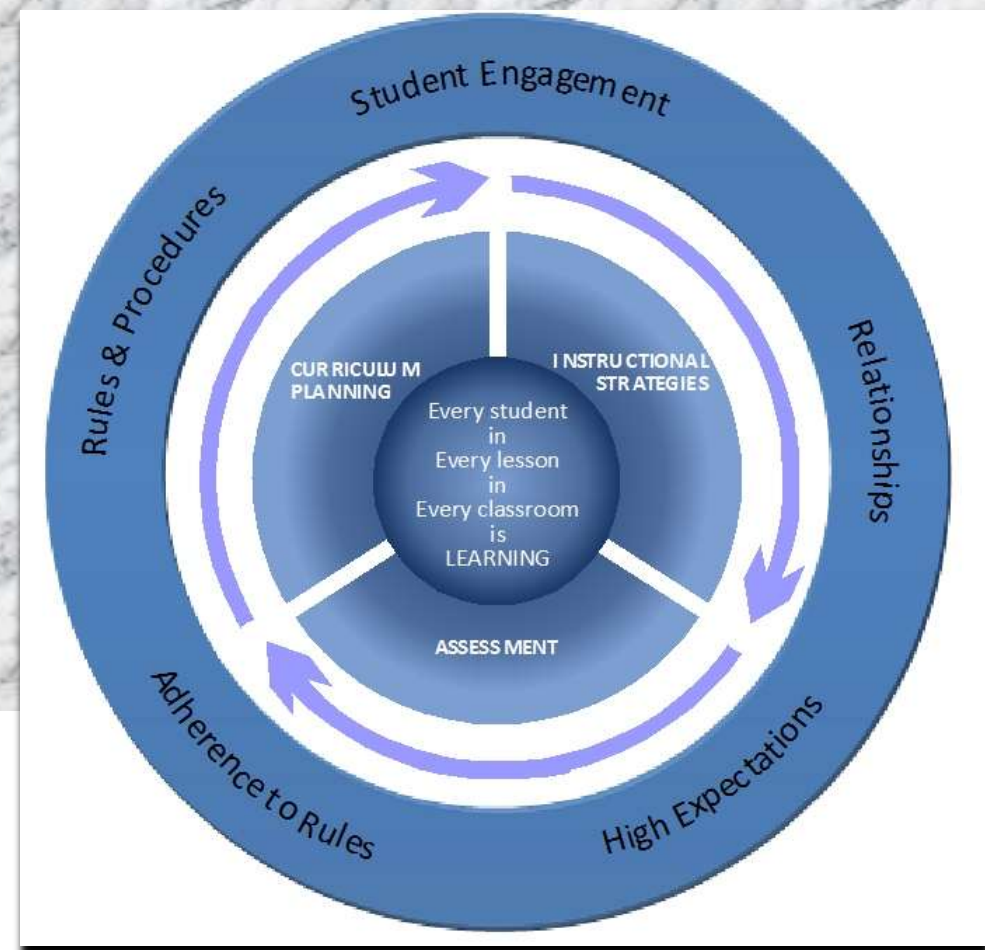 Student Engagement
Rules & Procedures
Relationships
CURRICULUM
PLANNING
INSTRUCTIONAL
STRATEGIES
Every student
in
Every lesson
in
Every classroom
is
LEARNING
ASSESSMENT
Adherence to Rules
High Expectations